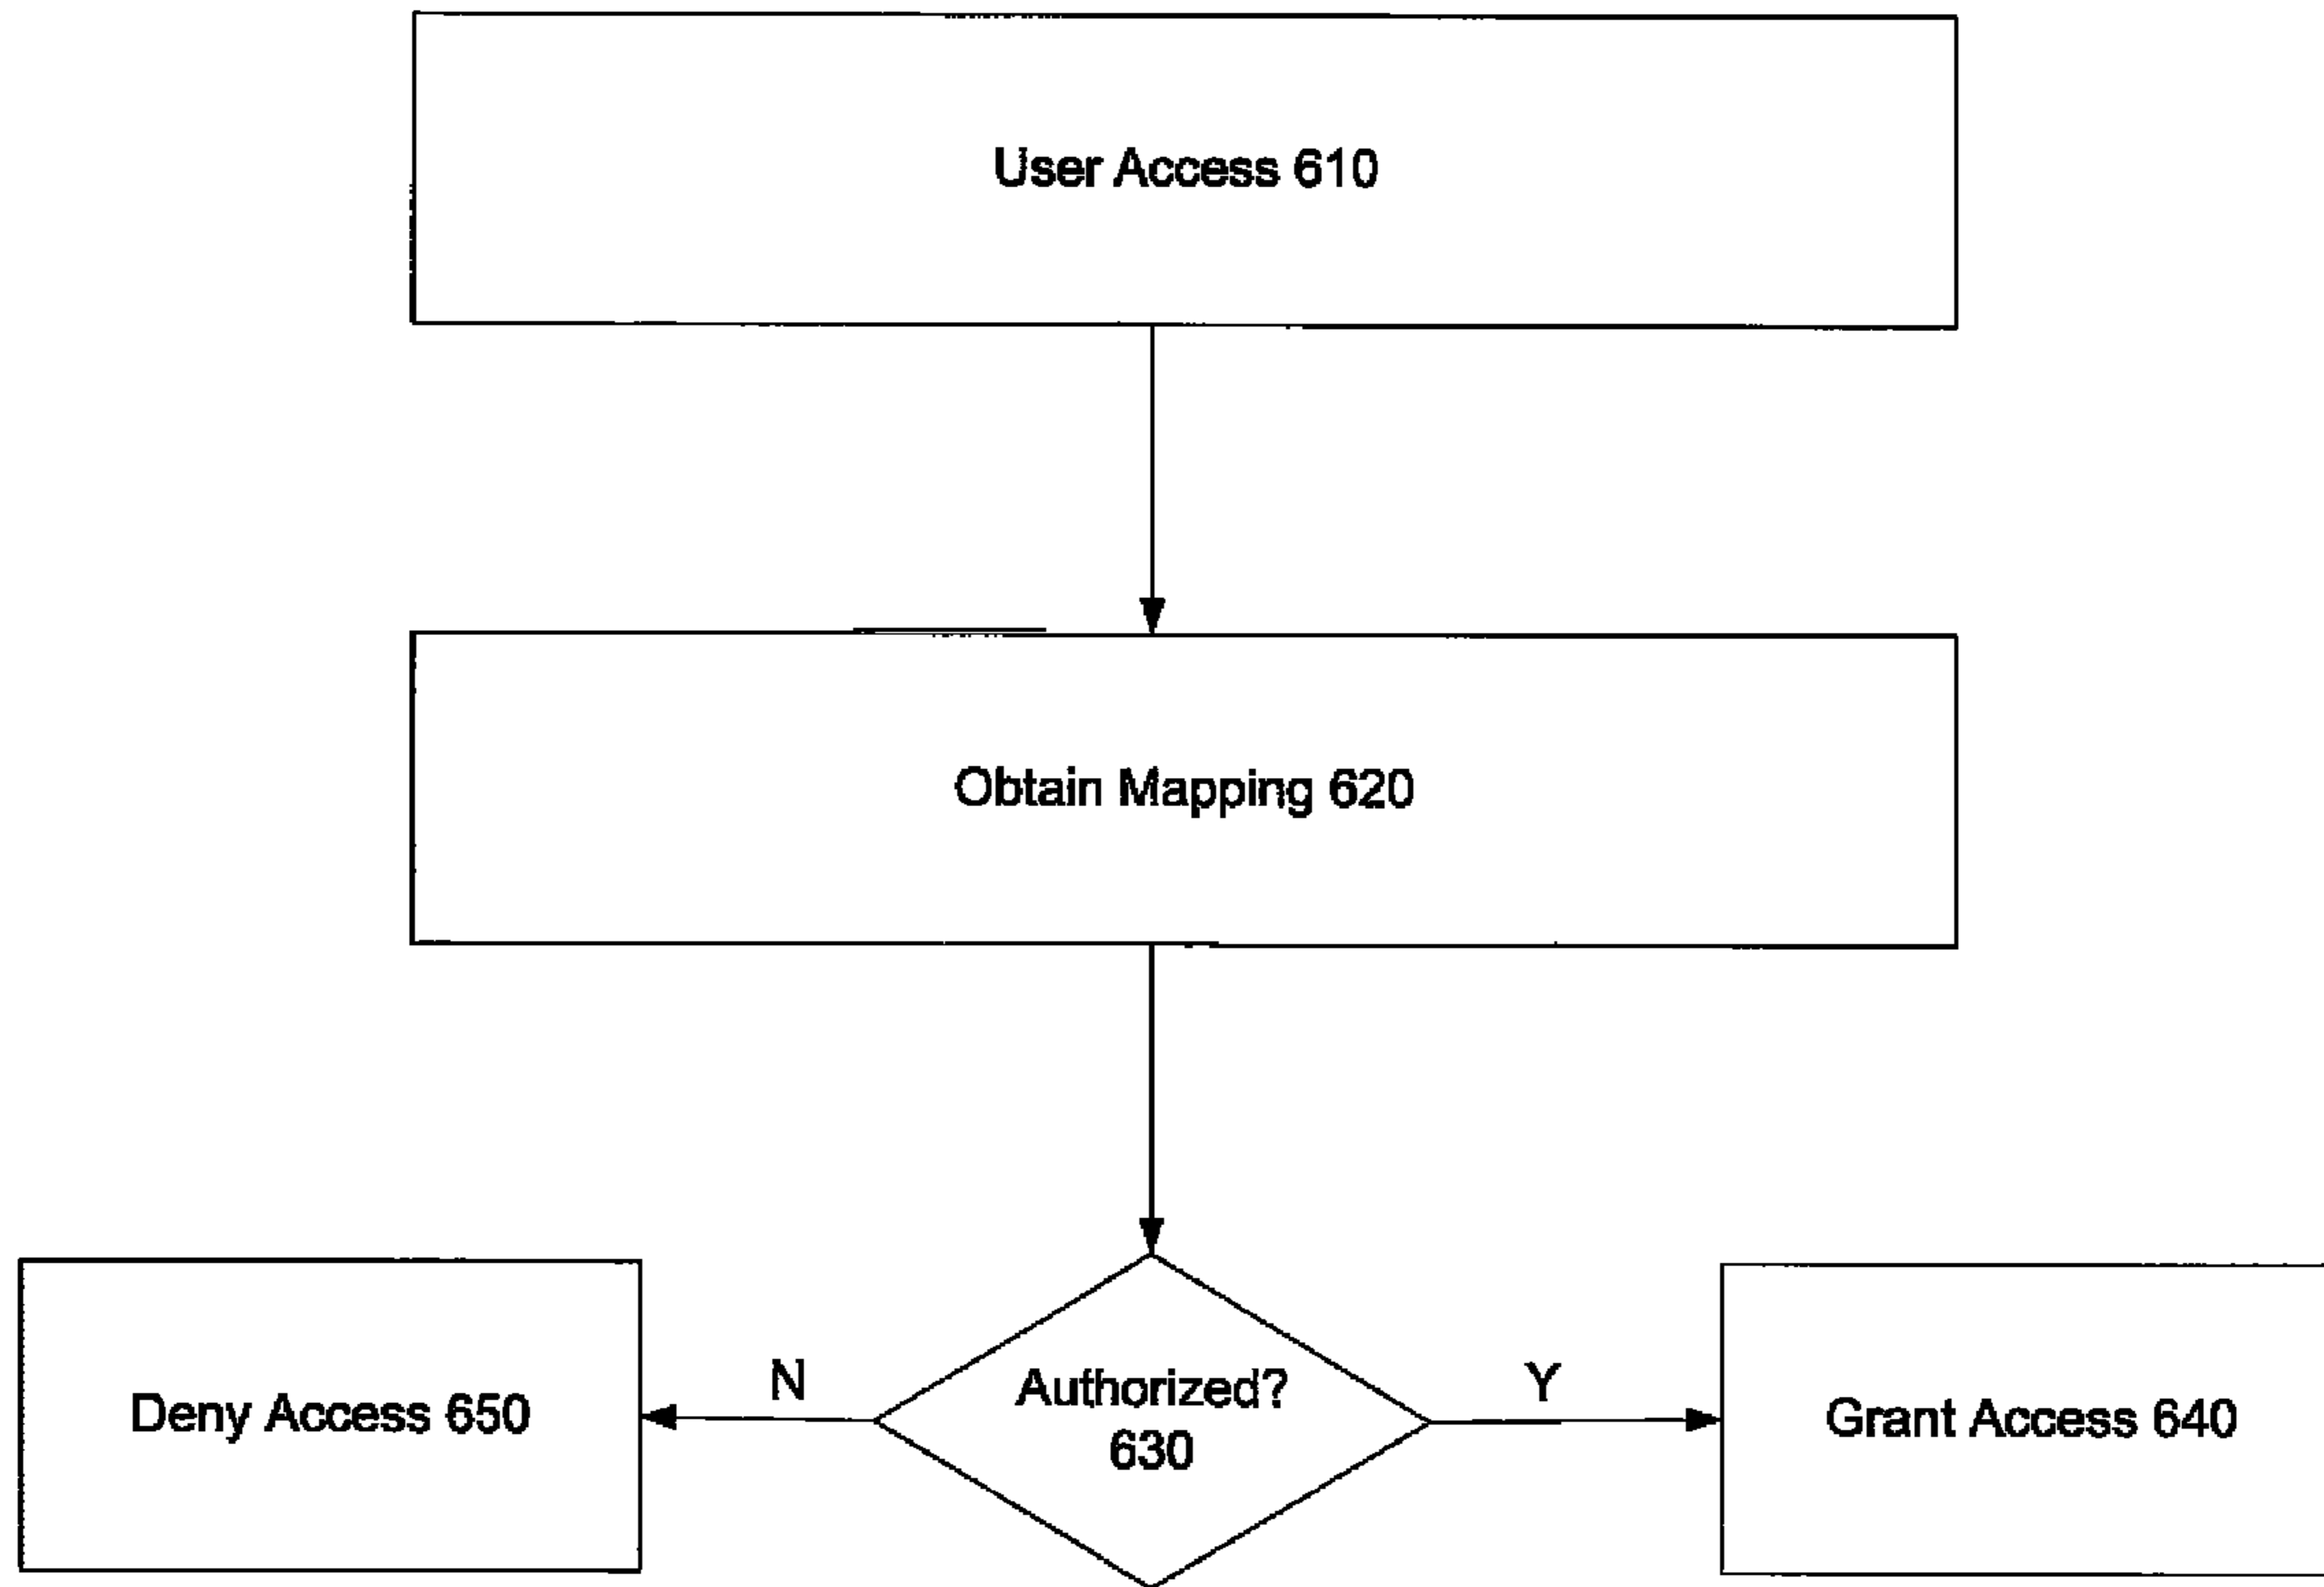 User Access 610
Obtain Mapping 620
Deny Access 650
N
Authorized?
630
Y
Grant Access 640